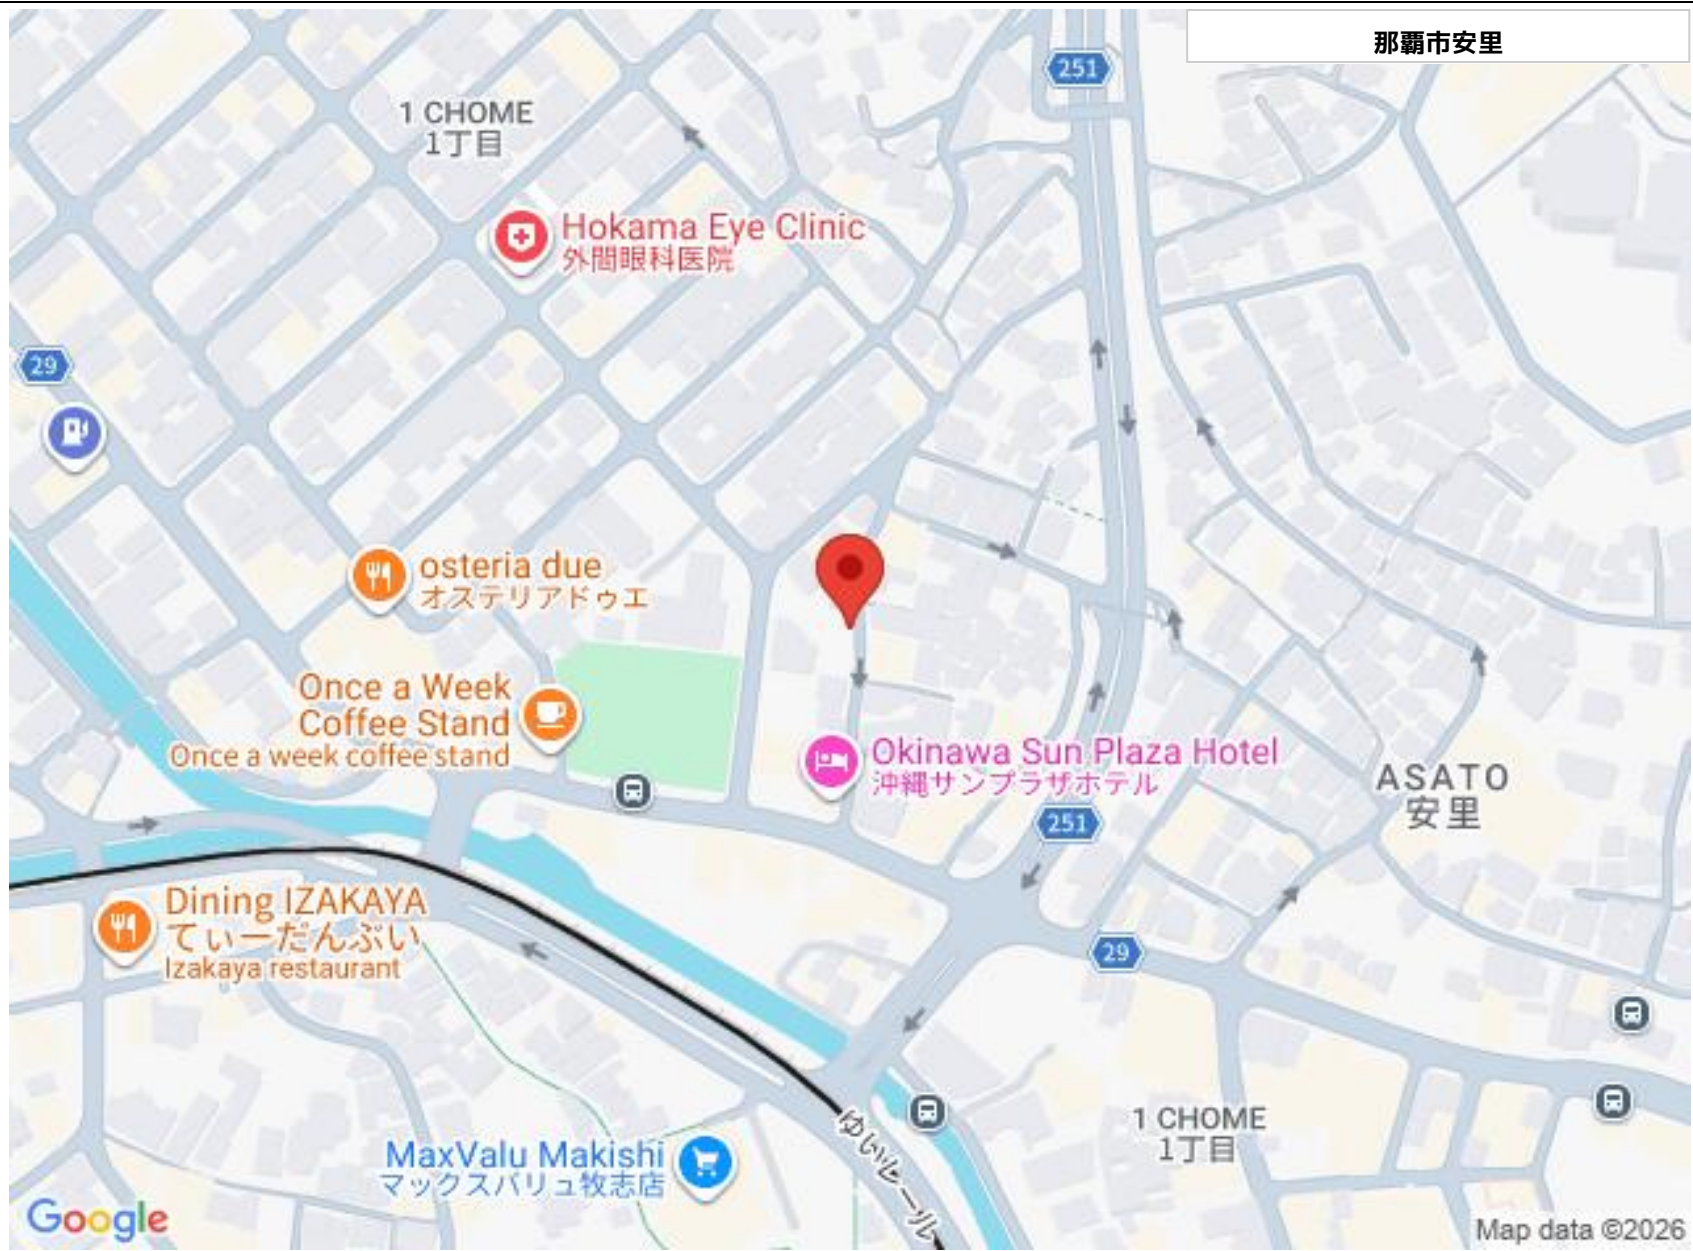 那覇市安里
251
1 CHOME
1丁目
Hokama Eye Clinic
外間眼科医院
29
osteria due
オステリアドゥエ
Once a Week
Coffee Stand
Once a week coffee stand
Okinawa Sun Plaza Hotel
沖縄サンプラザホテル
ASATO
安里
251
Dining IZAKAYA
てぃーだんぶい
Izakaya restaurant
29
1 CHOME
1丁目
ゆいレール
MaxValu Makishi
マックスバリュ牧志店
Google
Map data ©2026